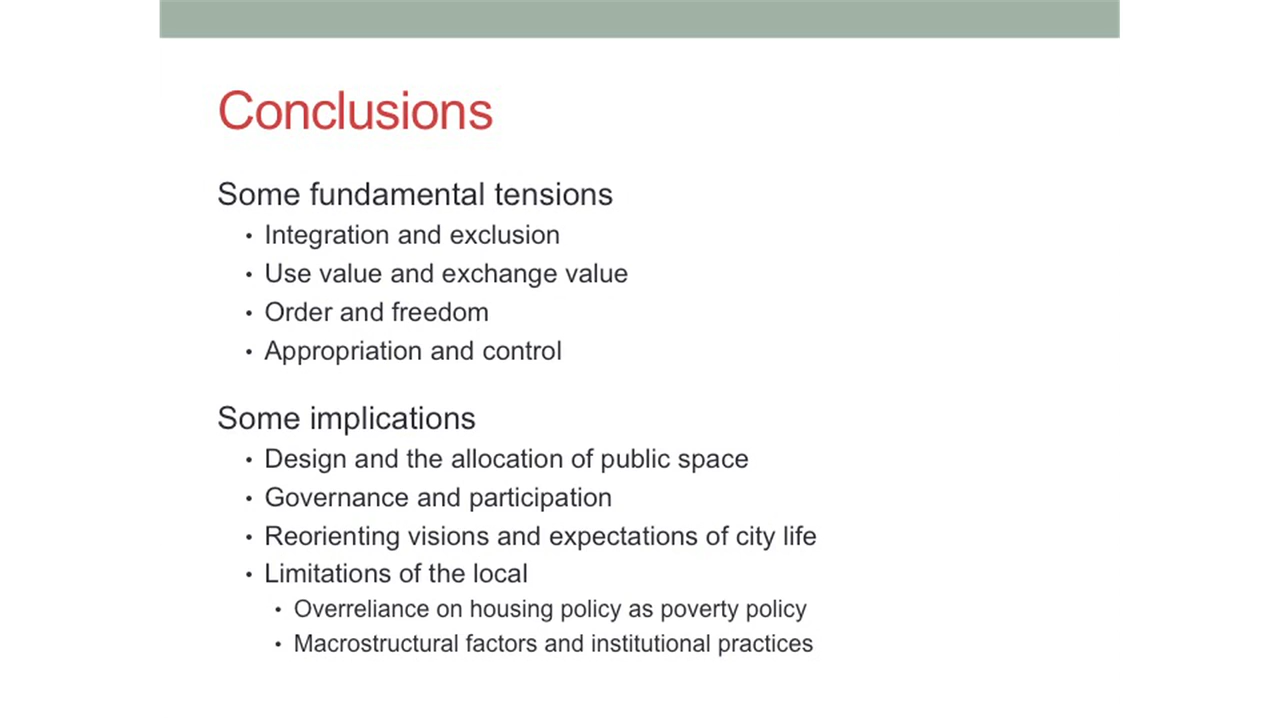 Conclusions
Some fundamental tensions
• Integration and exclusion
• Use value and exchange value
• Order and freedom
• Appropriation and control
Some implications
• Design and the allocation of public space
• Governance and participation
• Reorienting visions and expectations of city life
• Limitations of the local
• Overreliance on housing policy as poverty policy
• Macrostructural factors and institutional practices